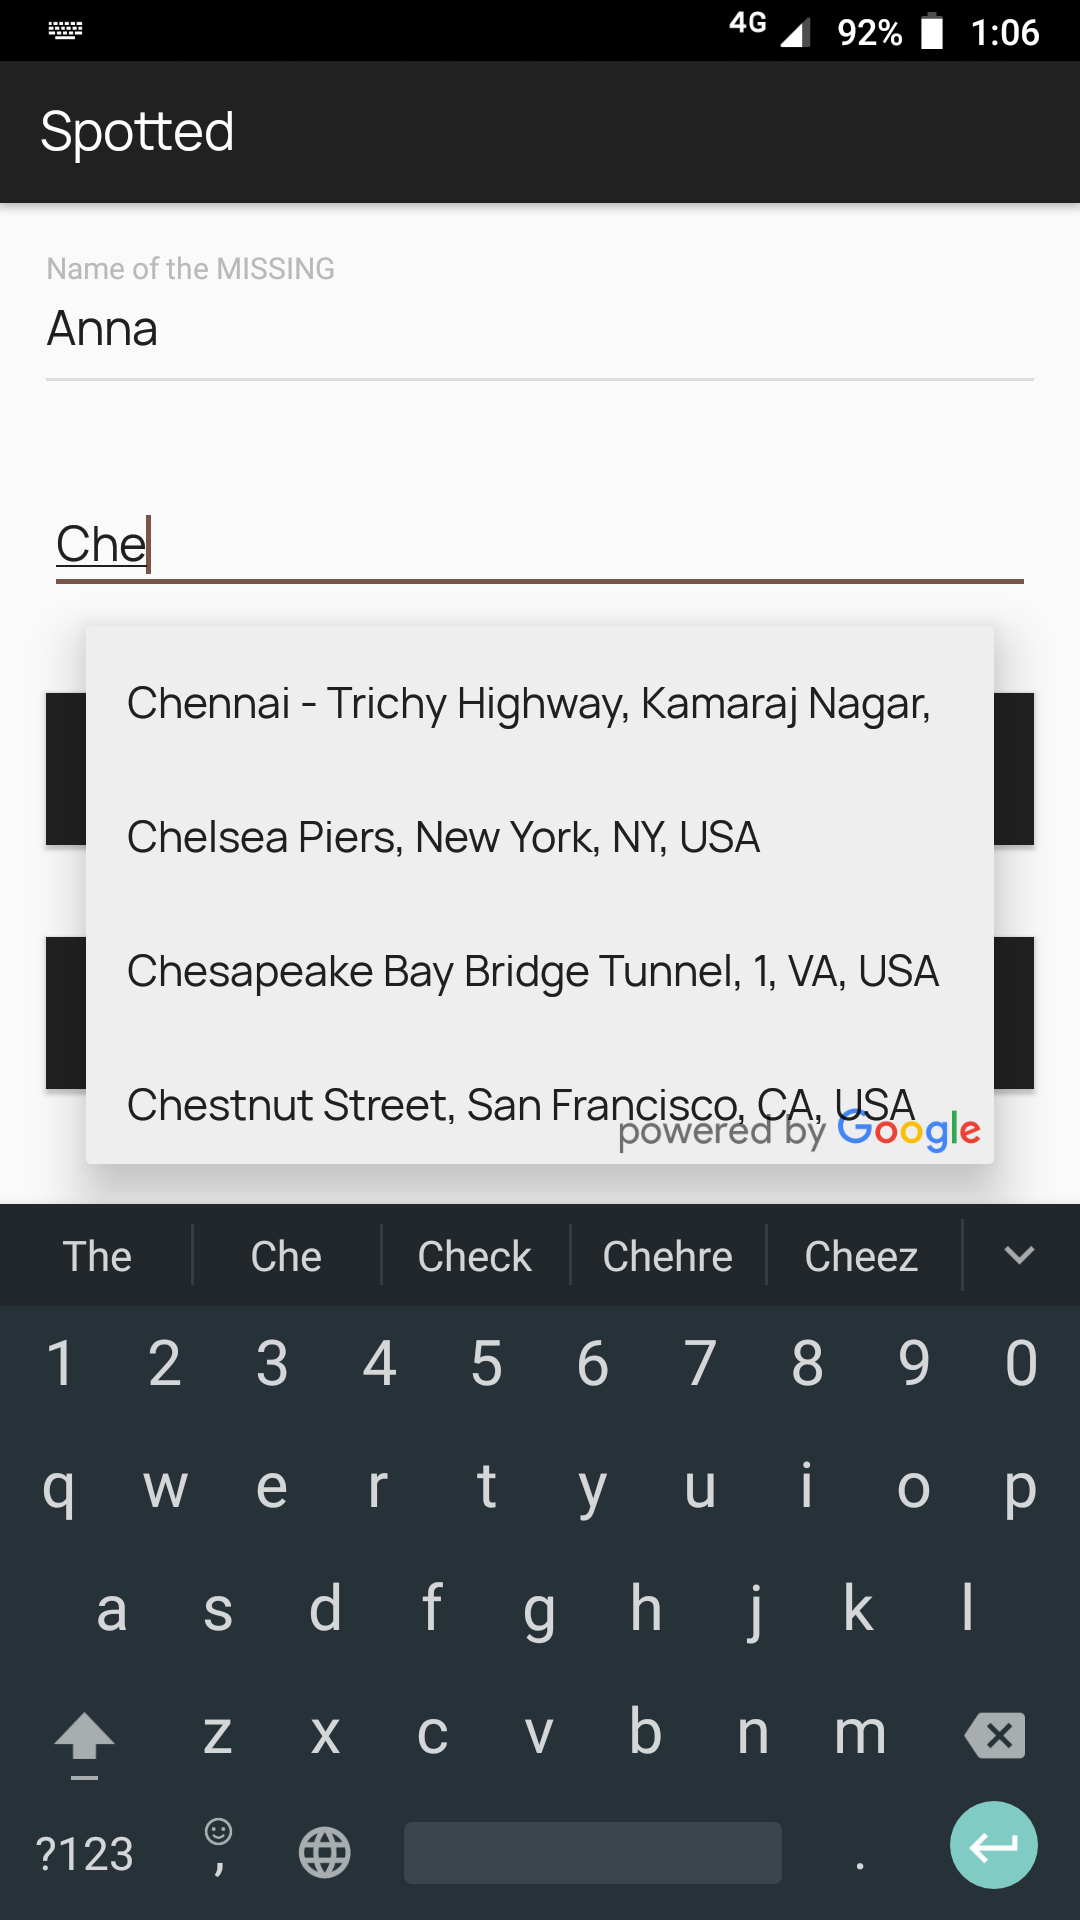 4G 92% 1:06
Spotted
Name of the MISSING
Anna
Che
Chennai - Trichy Highway, Kamaraj Nagar,
Chelsea Piers, New York, NY, USA
Chesapeake Bay Bridge Tunnel, 1, VA, USA
Chestnut Street, San Francisco, CA, USA
powered by Google
The Che Check Chehre Cheez
1 2 3 4 5 6 7 8 9 0
q w e r t y u i o p
a s d f g h j k l
z x c v b n m
?123 , .